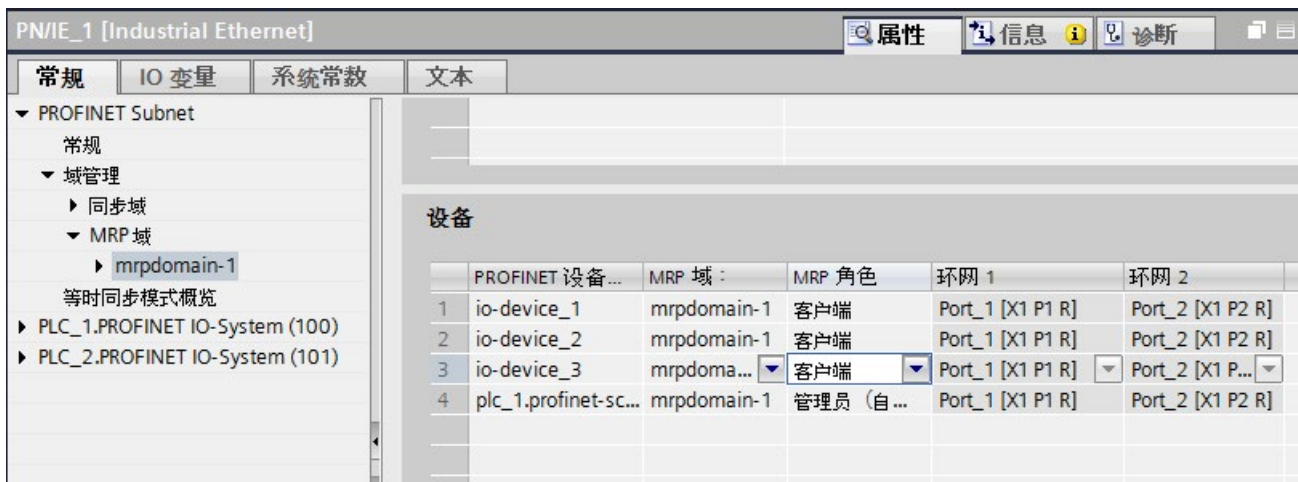 PN/IE_1 [Industrial Ethernet]
属性 信息 诊断
常规 IO 变量 系统常数 文本
PROFINET Subnet
常规
域管理
同步域
MRP 域
mrpdomain-1
等时同步模式概览
PLC_1.PROFINET IO-System (100)
PLC_2.PROFINET IO-System (101)
设备
PROFINET 设备... MRP 域： MRP 角色 环网 1 环网 2
1 io-device_1 mrpdomain-1 客户端 Port_1 [X1 P1 R] Port_2 [X1 P2 R]
2 io-device_2 mrpdomain-1 客户端 Port_1 [X1 P1 R] Port_2 [X1 P2 R]
3 io-device_3 mrpdoma... 客户端 Port_1 [X1 P1 R] Port_2 [X1 P...
4 plc_1.profinet-sc... mrpdomain-1 管理员（自... Port_1 [X1 P1 R] Port_2 [X1 P2 R]